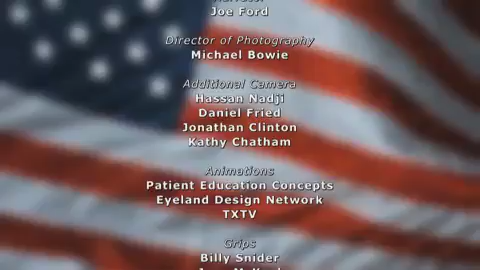 Joe Ford
Director of Photography
Michael Bowie
Additional Camera
Hassan Nadji
Daniel Fried
Jonathan Clinton
Kathy Chatham
Animations
Patient Education Concepts
Eyeland Design Network
TXTV
Grips
Billy Snider